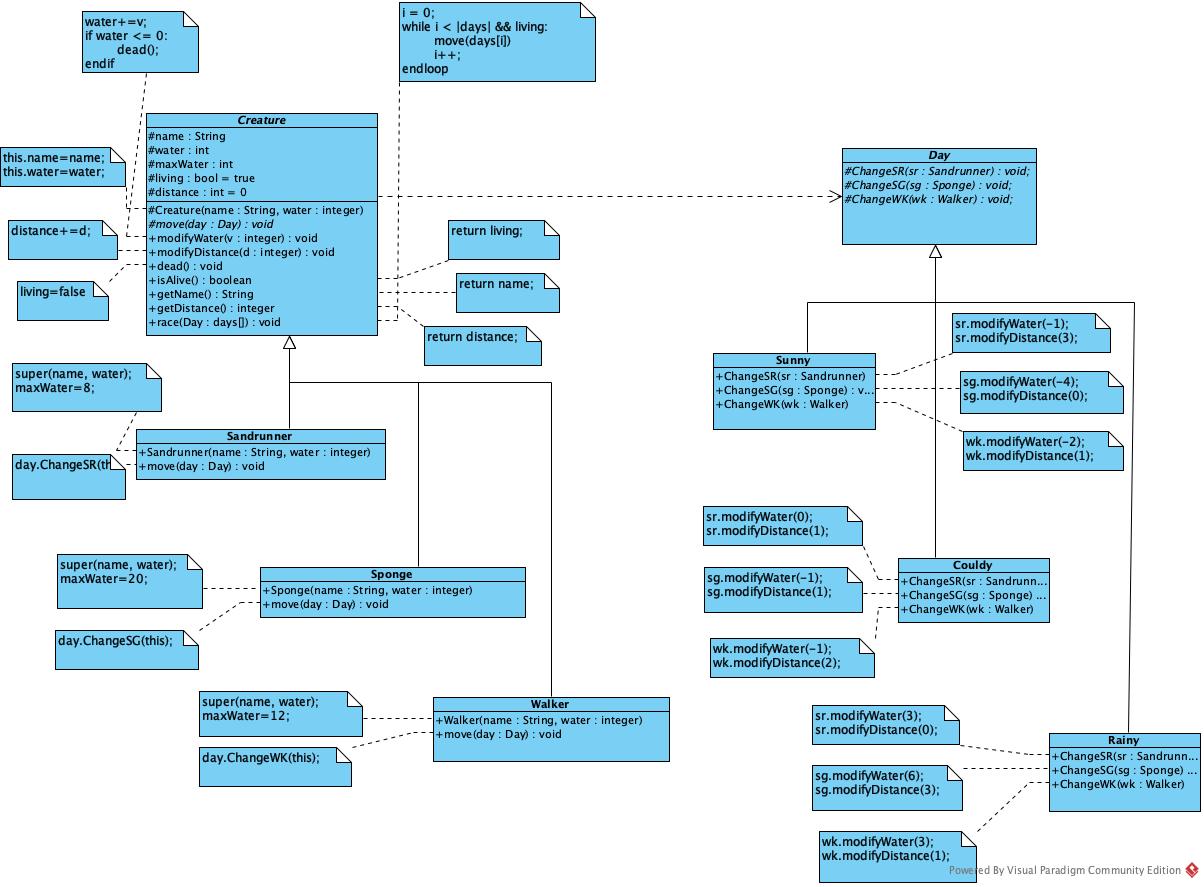 water+=v;
if water <= 0:
dead();
endif
i = 0;
while i < |days| && living:
move(days[i])
i++;
endloop
Creature
#name : String
#water : int
#maxWater : int
#living : bool = true
#distance : int = 0
#Creature(name : String, water : integer)
#move(day : Day) : void
+modifyWater(v : integer) : void
+modifyDistance(d : integer) : void
+dead() : void
+isAlive() : boolean
+getName() : String
+getDistance() : integer
+race(Day : days[]) : void
this.name=name;
this.water=water;
distance+=d;
living=false
return living;
return name;
return distance;
Day
#ChangeSR(sr : Sandrunner) : void;
#ChangeSG(sg : Sponge) : void;
#ChangeWK(wk : Walker) : void;
super(name, water);
maxWater=8;
Sandrunner
+Sandrunner(name : String, water : integer)
+move(day : Day) : void
day.ChangeSR(th
Sunny
+ChangeSR(sr : Sandrunner)
+ChangeSG(sg : Sponge) : v...
+ChangeWK(wk : Walker)
sr.modifyWater(-1);
sr.modifyDistance(3);
sg.modifyWater(-4);
sg.modifyDistance(0);
wk.modifyWater(-2);
wk.modifyDistance(1);
super(name, water);
maxWater=20;
Sponge
+Sponge(name : String, water : integer)
+move(day : Day) : void
day.ChangeSG(this);
sr.modifyWater(0);
sr.modifyDistance(1);
sg.modifyWater(-1);
sg.modifyDistance(1);
wk.modifyWater(-1);
wk.modifyDistance(2);
Couldy
+ChangeSR(sr : Sandrunn...
+ChangeSG(sg : Sponge) ...
+ChangeWK(wk : Walker)
super(name, water);
maxWater=12;
Walker
+Walker(name : String, water : integer)
+move(day : Day) : void
day.ChangeWK(this);
sr.modifyWater(3);
sr.modifyDistance(0);
sg.modifyWater(6);
sg.modifyDistance(3);
wk.modifyWater(3);
wk.modifyDistance(1);
Rainy
+ChangeSR(sr : Sandrunn...
+ChangeSG(sg : Sponge) ...
+ChangeWK(wk : Walker)
Powered By Visual Paradigm Community Edition